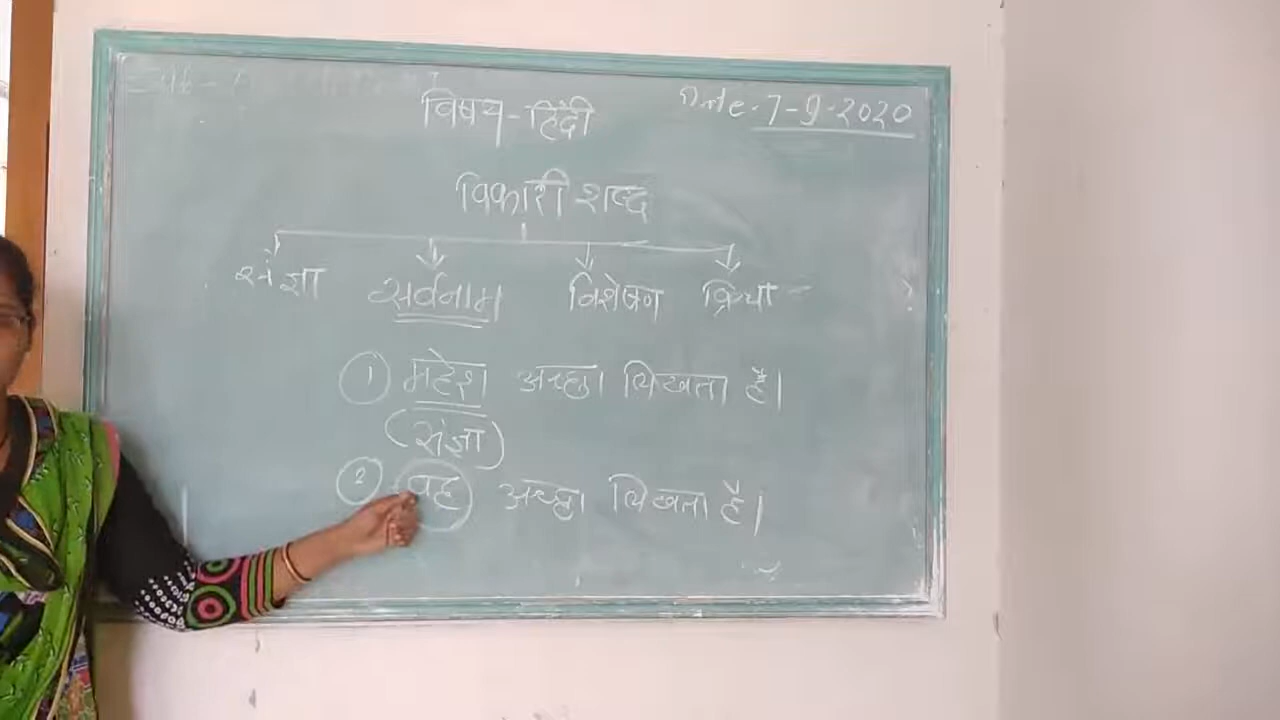 विषय-हिंदी
Date-7-9-2020
विकारी शब्द
संज्ञा सर्वनाम विशेषण क्रिया
① महेश अच्छा लिखता है।
(संज्ञा)
② वह अच्छा लिखता है।